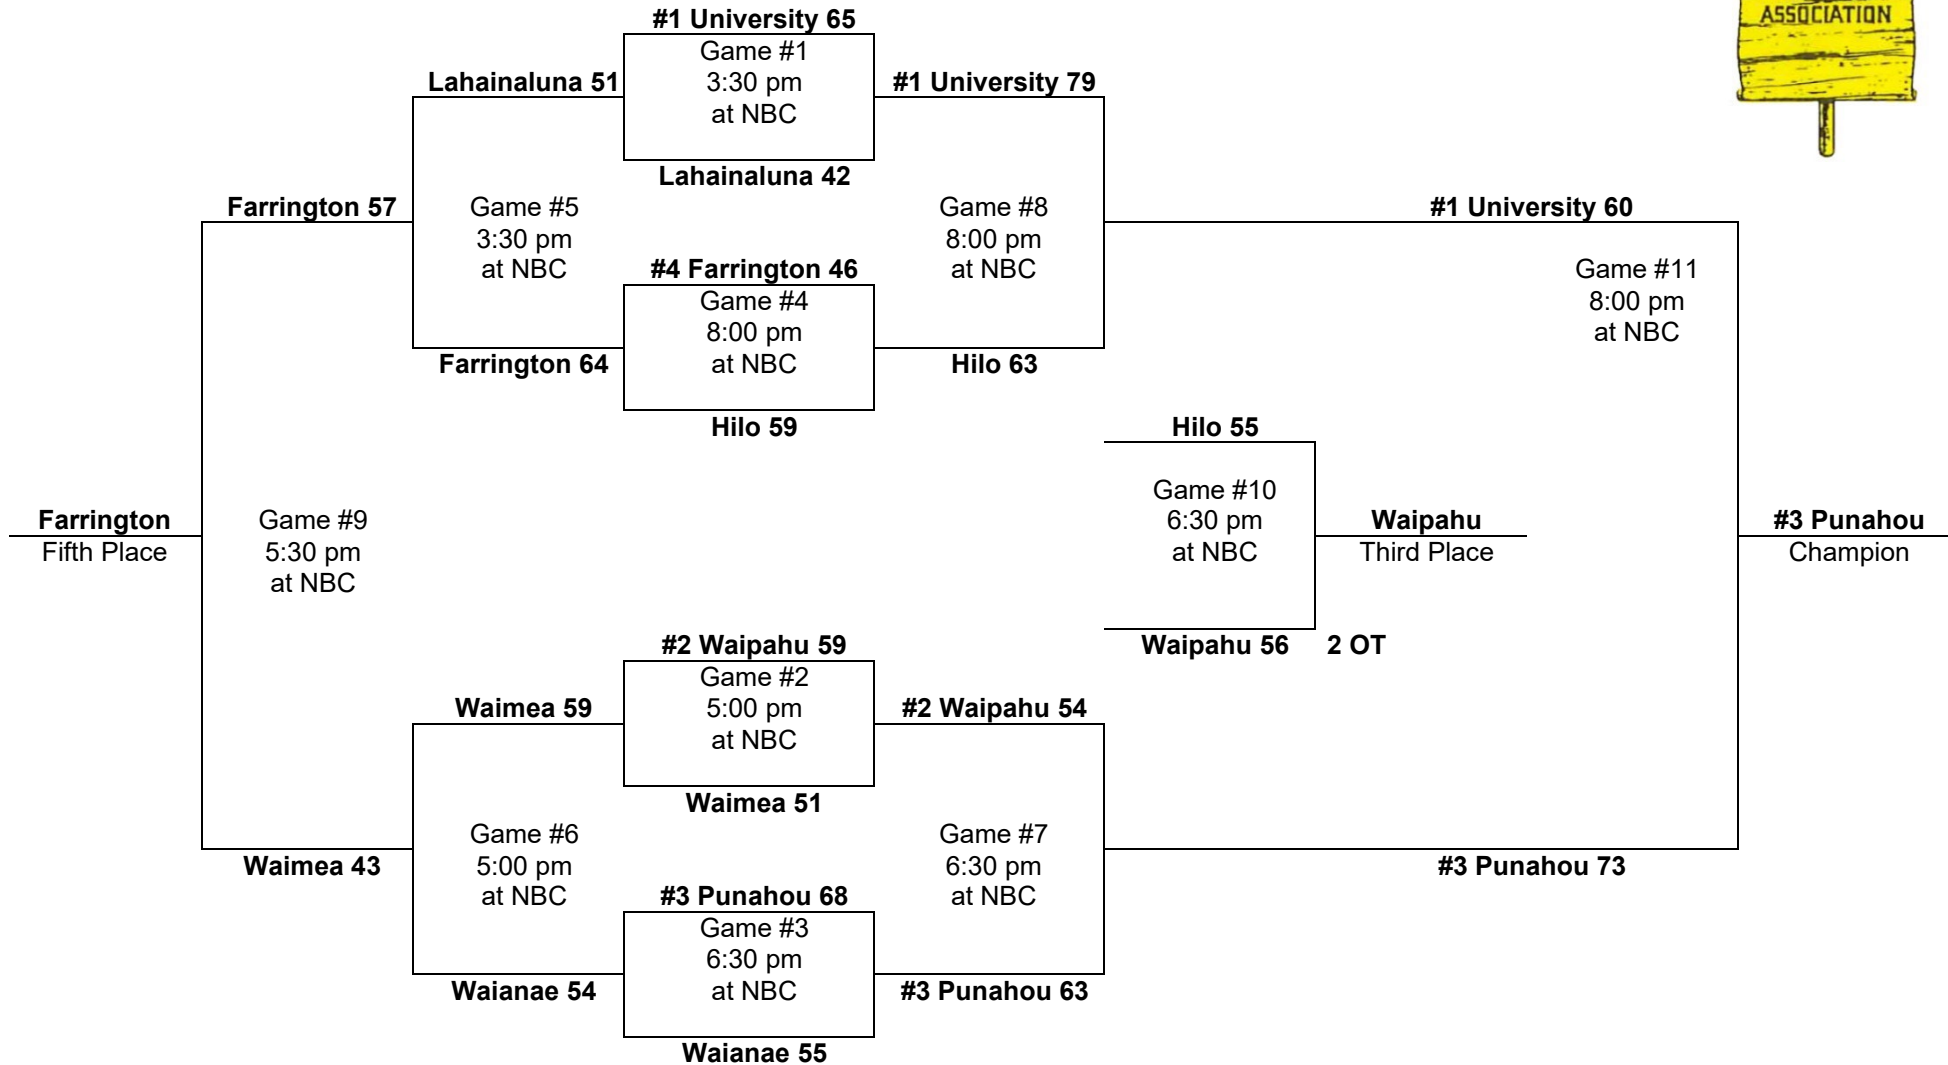 ASSOCIATION
#1 University 65
Game #1
3:30 pm
at NBC
Lahainaluna 42
Lahainaluna 51
#1 University 79
Farrington 57
Game #5
3:30 pm
at NBC
Game #8
8:00 pm
at NBC
#1 University 60
#4 Farrington 46
Game #4
8:00 pm
at NBC
Hilo 59
Game #11
8:00 pm
at NBC
Farrington 64
Hilo 63
Hilo 55
Game #10
6:30 pm
at NBC
Waipahu 56 2 OT
Farrington
Fifth Place
Game #9
5:30 pm
at NBC
Waipahu
Third Place
#3 Punahou
Champion
#2 Waipahu 59
Game #2
5:00 pm
at NBC
Waimea 51
Waimea 59
#2 Waipahu 54
Waimea 43
Game #6
5:00 pm
at NBC
Game #7
6:30 pm
at NBC
#3 Punahou 73
#3 Punahou 68
Game #3
6:30 pm
at NBC
Waianae 55
Waianae 54
#3 Punahou 63